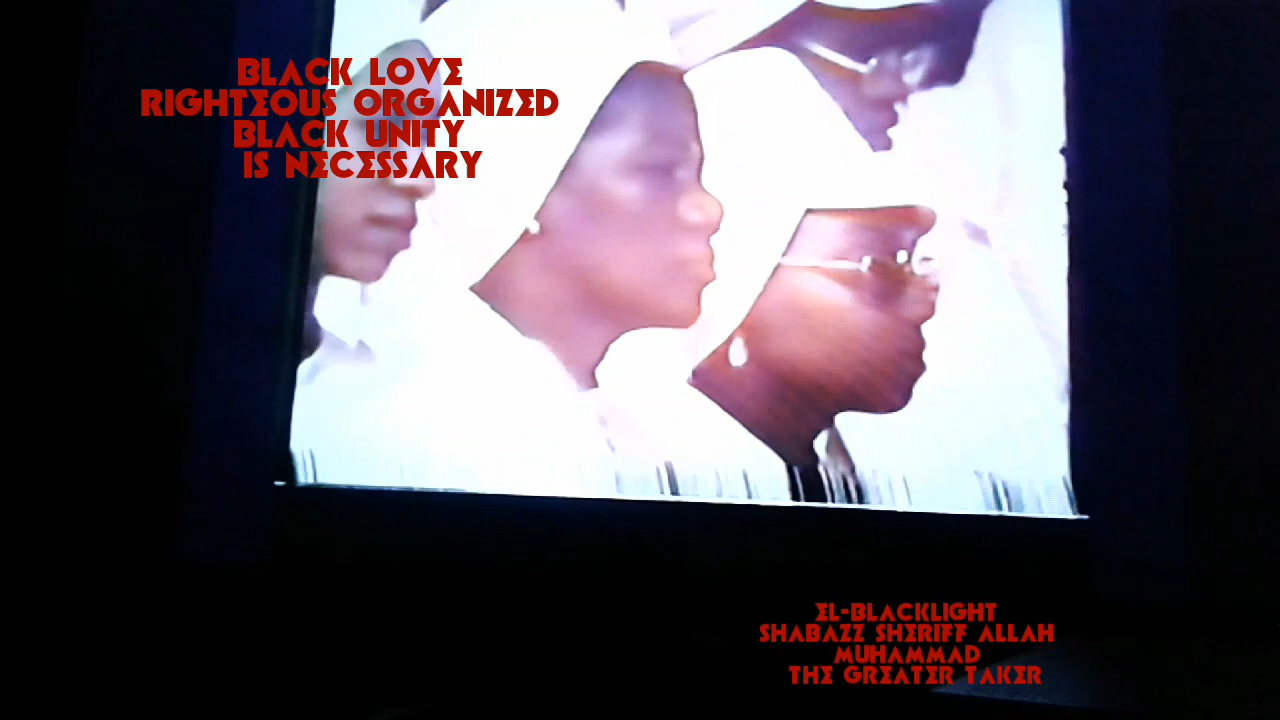 BLACK LOVE
RIGHTEOUS ORGANIZED
BLACK UNITY
IS NECESSARY
EL-BLACKLIGHT
SHABAZZ SHERIFF ALLAH
MUHAMMAD
THE GREATER TAKER